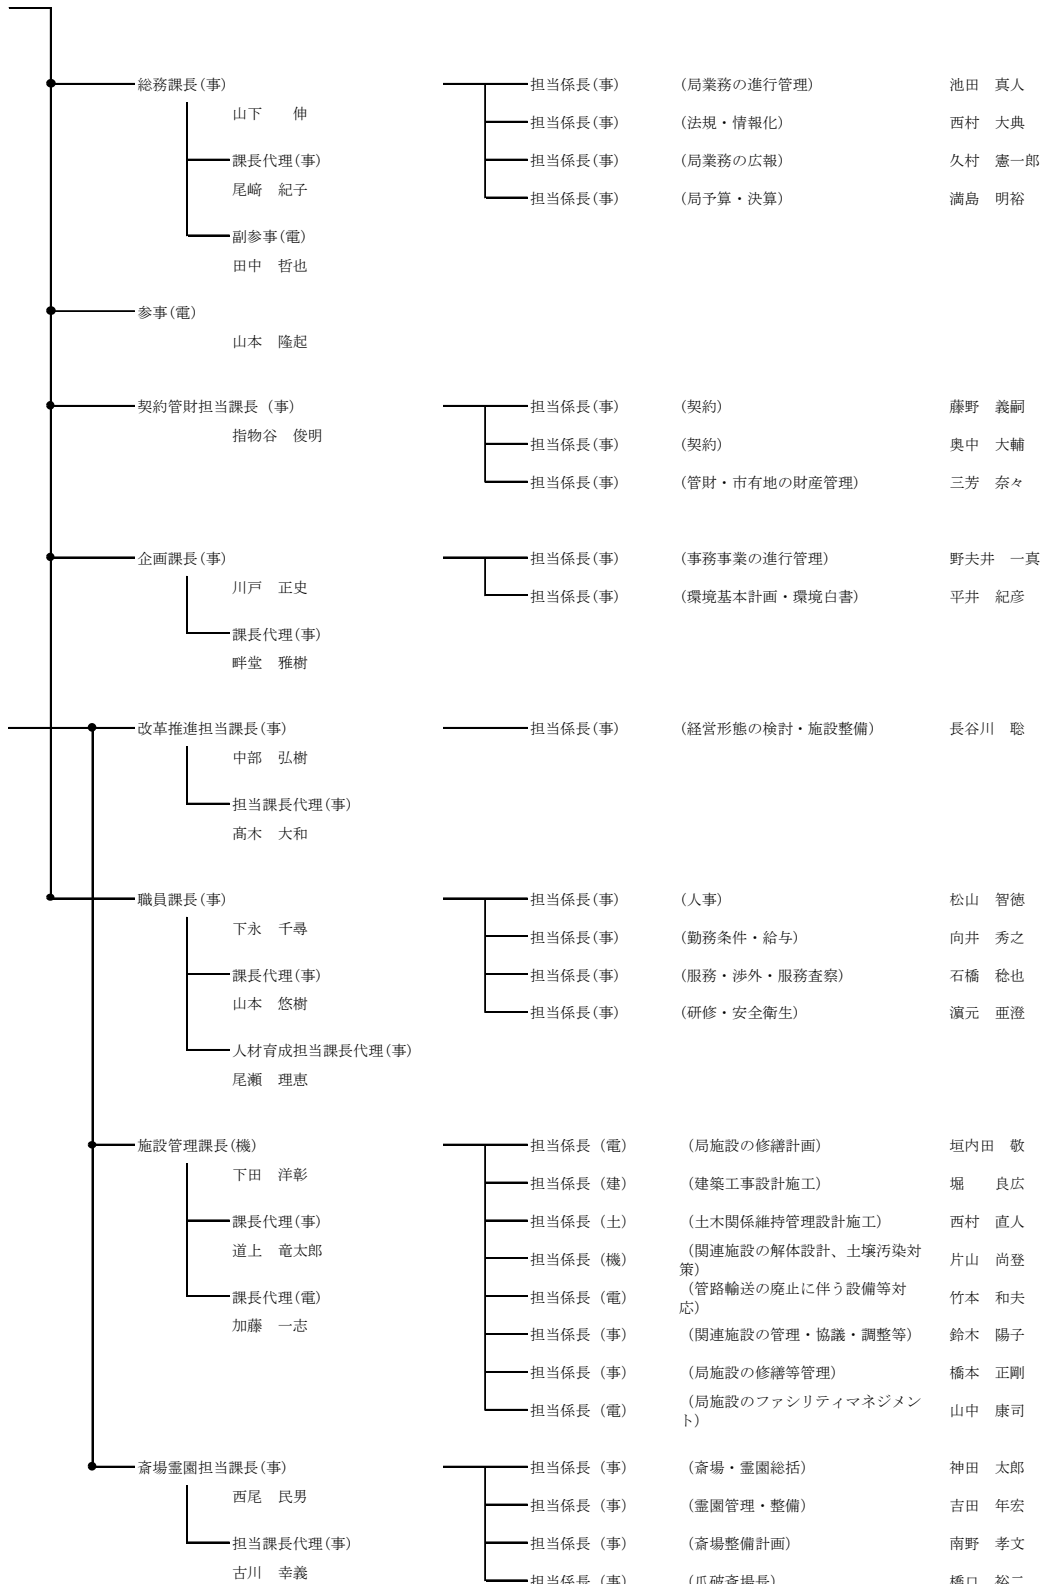 総務課長(事) 担当係長(事) (局業務の進行管理) 池田 真人
山下 伸
担当係長(事) (法規・情報化) 西村 大典
課長代理(事) 担当係長(事) (局業務の広報) 久村 憲一郎
尾﨑 紀子 担当係長(事) (局予算・決算) 満島 明裕
副参事(電)
田中 哲也
参事(電)
山本 隆起
契約管財担当課長 (事) 担当係長(事) (契約) 藤野 義嗣
指物谷 俊明 担当係長(事) (契約) 奥中 大輔
担当係長(事) (管財・市有地の財産管理) 三芳 奈々
企画課長(事) 担当係長(事) (事務事業の進行管理) 野夫井 一真
川戸 正史 担当係長(事) (環境基本計画・環境白書) 平井 紀彦
課長代理(事)
畔堂 雅樹
改革推進担当課長(事) 担当係長(事) (経営形態の検討・施設整備) 長谷川 聡
中部 弘樹
担当課長代理(事)
髙木 大和
職員課長(事) 担当係長(事) (人事) 松山 智徳
下永 千尋 担当係長(事) (勤務条件・給与) 向井 秀之
課長代理(事) 担当係長(事) (服務・渉外・服務査察) 石橋 稔也
山本 悠樹 担当係長(事) (研修・安全衛生) 濵元 亜澄
人材育成担当課長代理(事)
尾瀬 理恵
施設管理課長(機) 担当係長 (電) (局施設の修繕計画) 垣内田 敬
下田 洋彰 担当係長 (建) (建築工事設計施工) 堀 良広
課長代理(事) 担当係長 (土) (土木関係維持管理設計施工) 西村 直人
道上 竜太郎 担当係長 (機) (関連施設の解体設計、土壌汚染対 片山 尚登
策)
課長代理(電) 担当係長 (電) (管路輸送の廃止に伴う設備等対 竹本 和夫
応)
加藤 一志 担当係長 (事) (関連施設の管理・協議・調整等) 鈴木 陽子
担当係長 (事) (局施設の修繕等管理) 橋本 正剛
担当係長 (電) (局施設のファシリティマネジメン 山中 康司
ト)
斎場霊園担当課長(事) 担当係長 (事) (斎場・霊園総括) 神田 太郎
西尾 民男 担当係長 (事) (霊園管理・整備) 吉田 年宏
担当課長代理(事) 担当係長 (事) (斎場整備計画) 南野 孝文
古川 幸義 担当係長 (事) (瓜破斎場長) 橋口 裕二